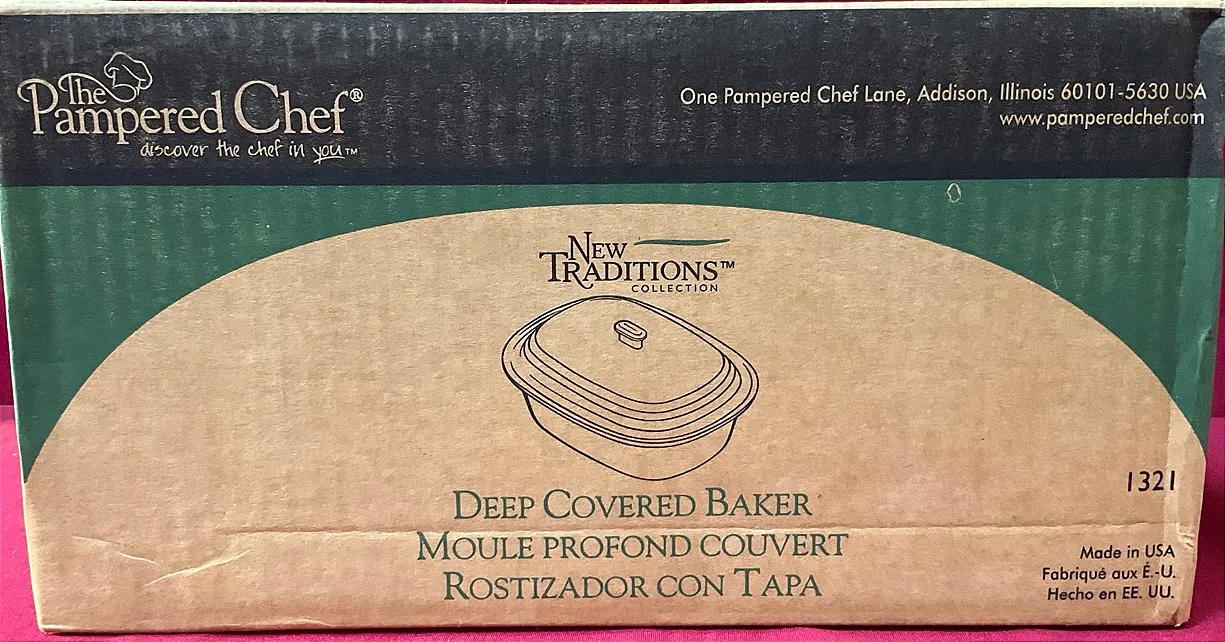 The
Pampered Chef®
discover the chef in you™
One Pampered Chef Lane, Addison, Illinois 60101-5630 USA
www.pamperedchef.com
NEW
TRADITIONS™
COLLECTION
DEEP COVERED BAKER
MOULE PROFOND COUVERT
ROSTIZADOR CON TAPA
1321
Made in USA
Fabriqué aux É.-U.
Hecho en EE. UU.